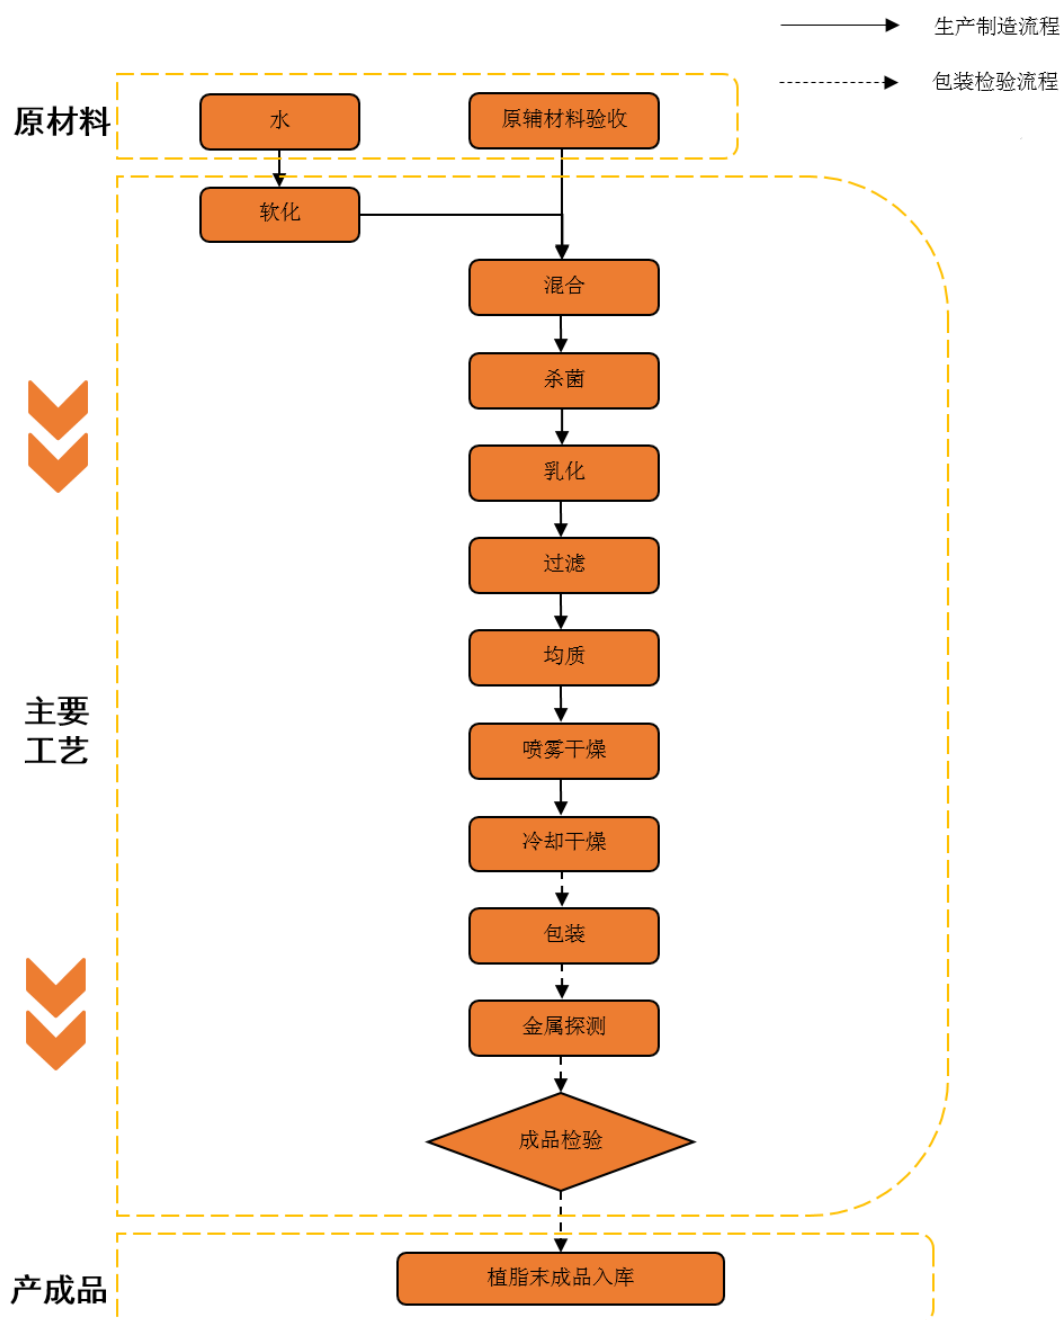 生产制造流程
包装检验流程
原材料
水
原辅材料验收
软化
混合
杀菌
乳化
过滤
均质
主要
工艺
喷雾干燥
冷却干燥
包装
金属探测
成品检验
产成品
植脂末成品入库